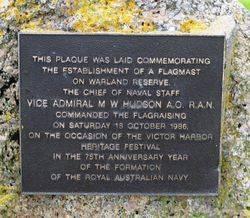 THIS PLAQUE WAS LAID COMMEMORATING
THE ESTABLISHMENT OF A FLAGMAST
ON WARLAND RESERVE.
THE CHIEF OF NAVAL STAFF
VICE ADMIRAL M W HUDSON A.O. R.A.N.
COMMANDED THE FLAGRAISING
ON SATURDAY 18 OCTOBER 1986,
ON THE OCCASION OF THE VICTOR HARBOR
HERITAGE FESTIVAL
IN THE 75TH ANNIVERSARY YEAR
OF THE FORMATION
OF THE ROYAL AUSTRALIAN NAVY